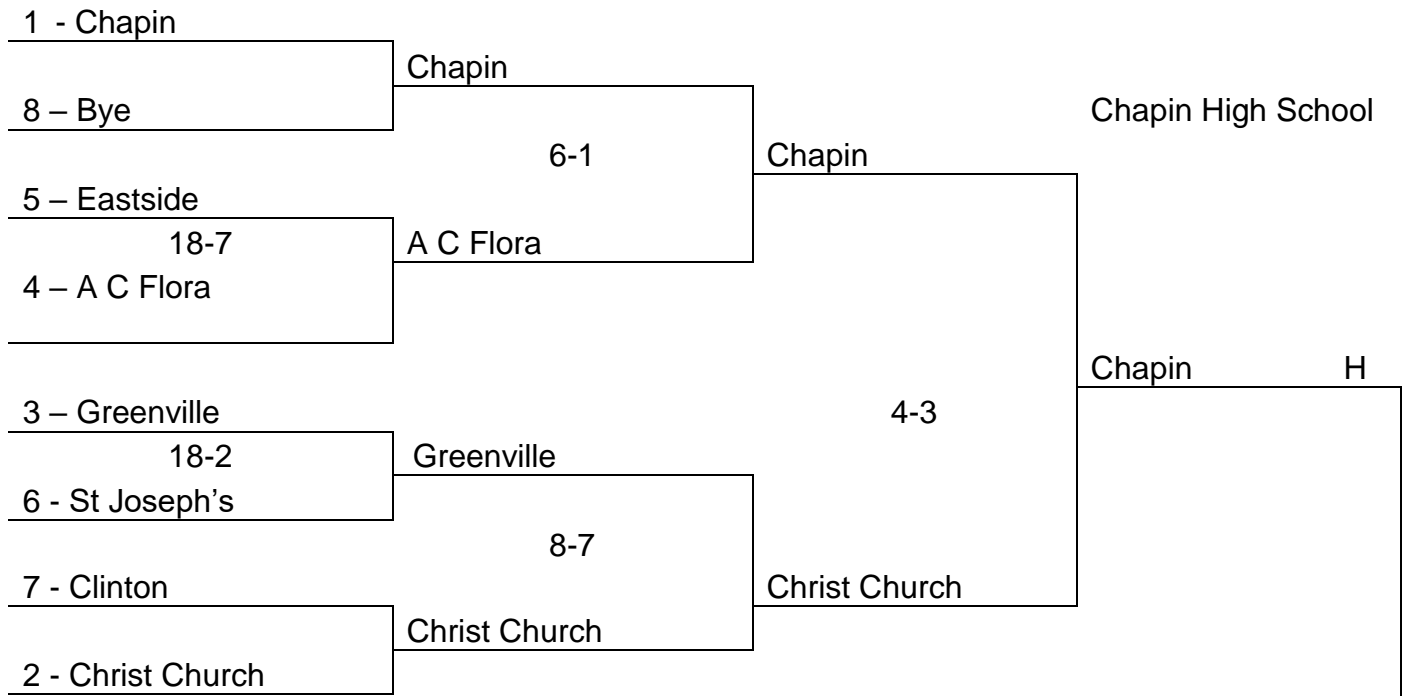 1 - Chapin
Chapin
8 – Bye
Chapin High School
6-1
Chapin
5 – Eastside
18-7
A C Flora
4 – A C Flora
Chapin H
3 – Greenville
4-3
18-2
Greenville
6 - St Joseph’s
8-7
7 - Clinton
Christ Church
Christ Church
2 - Christ Church